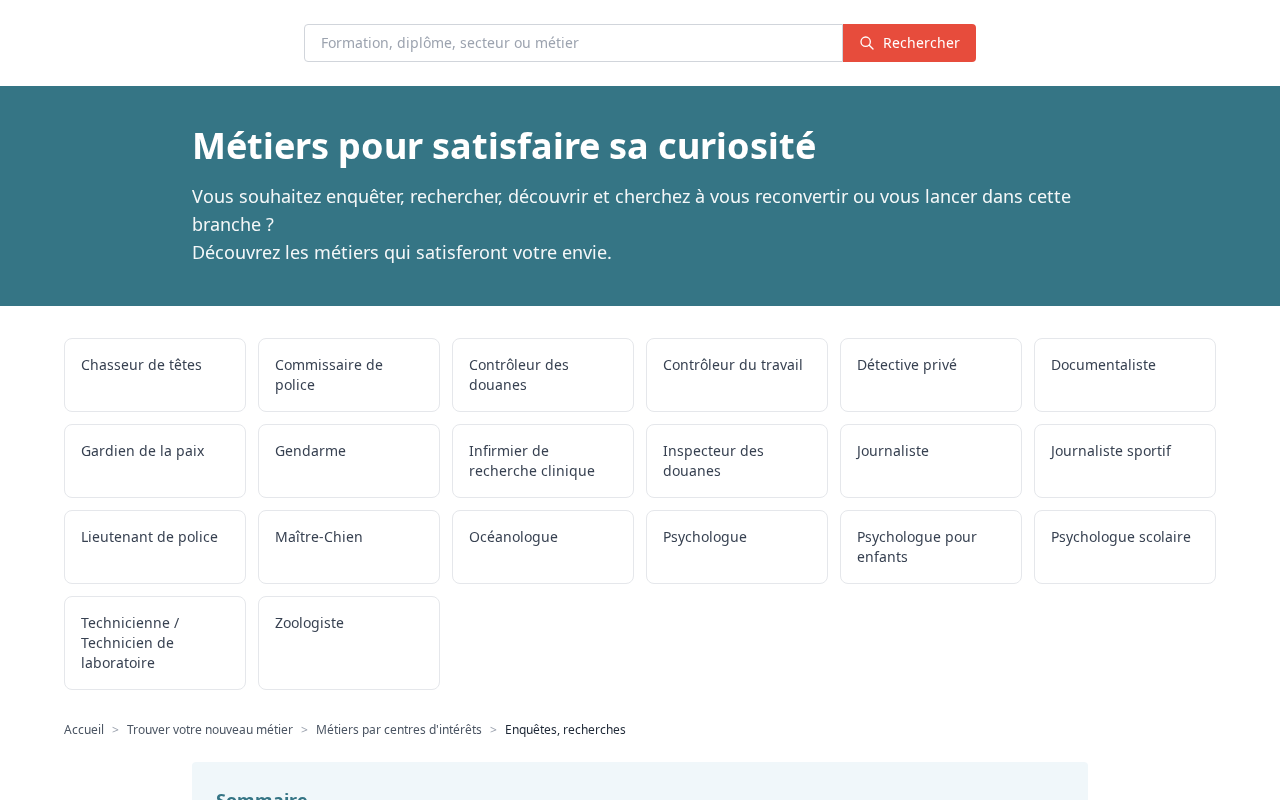 Formation, diplôme, secteur ou métier
Rechercher
Métiers pour satisfaire sa curiosité
Vous souhaitez enquêter, rechercher, découvrir et cherchez à vous reconvertir ou vous lancer dans cette
branche ?
Découvrez les métiers qui satisferont votre envie.
Chasseur de têtes
Commissaire de
police
Contrôleur des
douanes
Contrôleur du travail
Détective privé
Documentaliste
Gardien de la paix
Gendarme
Infirmier de
recherche clinique
Inspecteur des
douanes
Journaliste
Journaliste sportif
Lieutenant de police
Maître-Chien
Océanologue
Psychologue
Psychologue pour
enfants
Psychologue scolaire
Technicienne /
Technicien de
laboratoire
Zoologiste
Accueil > Trouver votre nouveau métier > Métiers par centres d'intérêts > Enquêtes, recherches
Sommaire